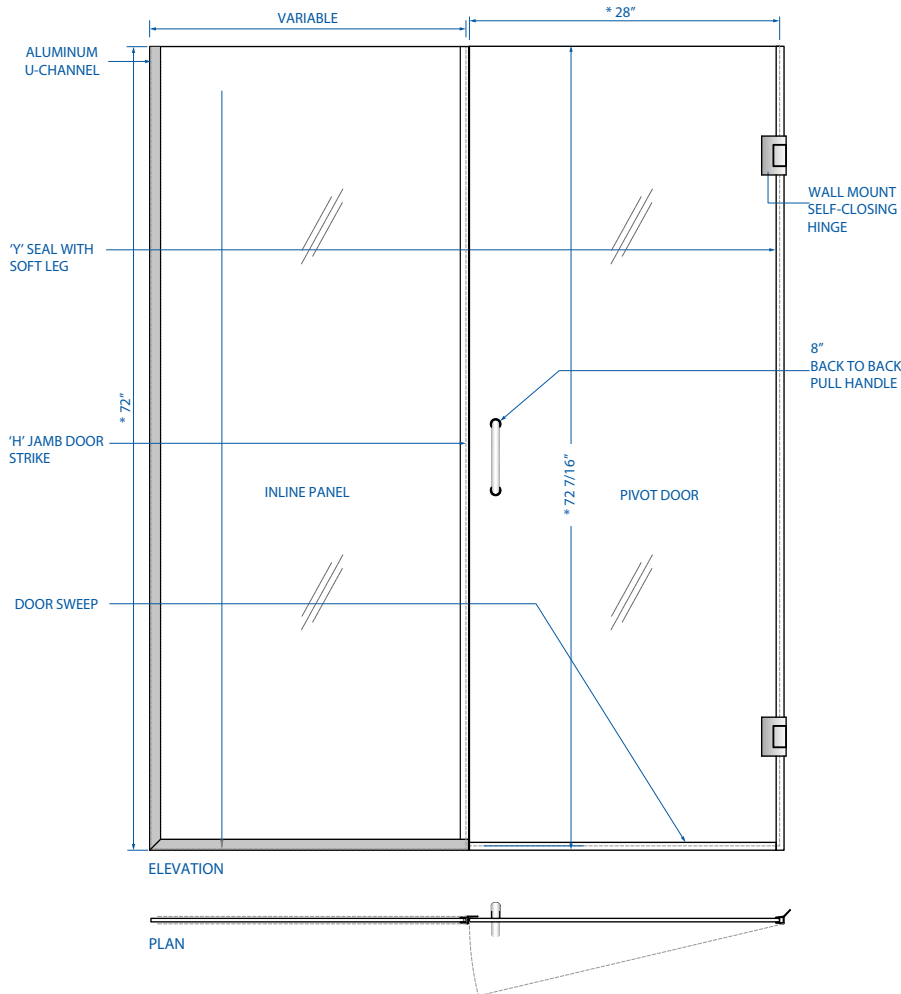 VARIABLE
* 28”
ALUMINUM
U-CHANNEL
WALL MOUNT
SELF-CLOSING
HINGE
‘Y’ SEAL WITH
SOFT LEG
8”
BACK TO BACK
PULL HANDLE
* 72”
‘H’ JAMB DOOR
STRIKE
* 72 7/16”
INLINE PANEL
PIVOT DOOR
DOOR SWEEP
ELEVATION
PLAN